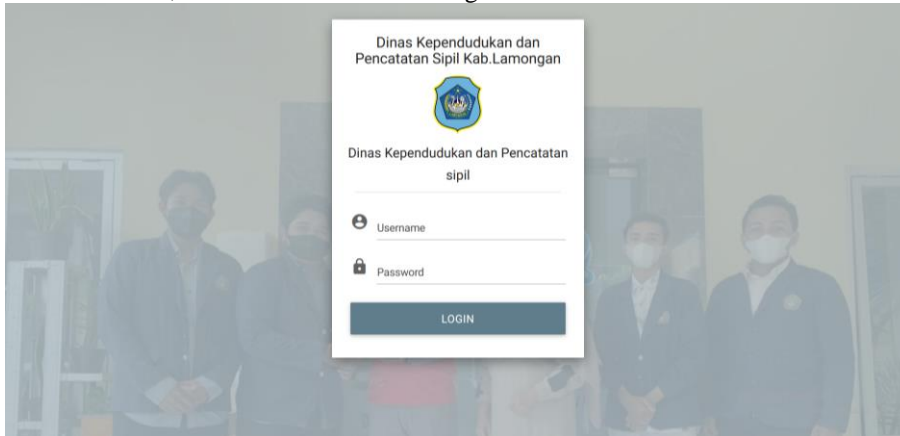 Dinas Kependudukan dan
Pencatatan Sipil Kab.Lamongan
Dinas Kependudukan dan Pencatatan
sipil
Username
Password
LOGIN